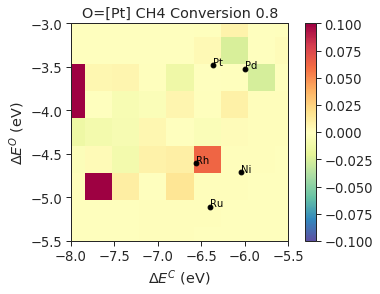 O=[Pt] CH4 Conversion 0.8
ΔE^O (eV)
−3.0
−3.5
−4.0
−4.5
−5.0
−5.5
Pt
Pd
Rh
Ni
Ru
−8.0 −7.5 −7.0 −6.5 −6.0 −5.5
ΔE^C (eV)
0.100
0.075
0.050
0.025
0.000
−0.025
−0.050
−0.075
−0.100